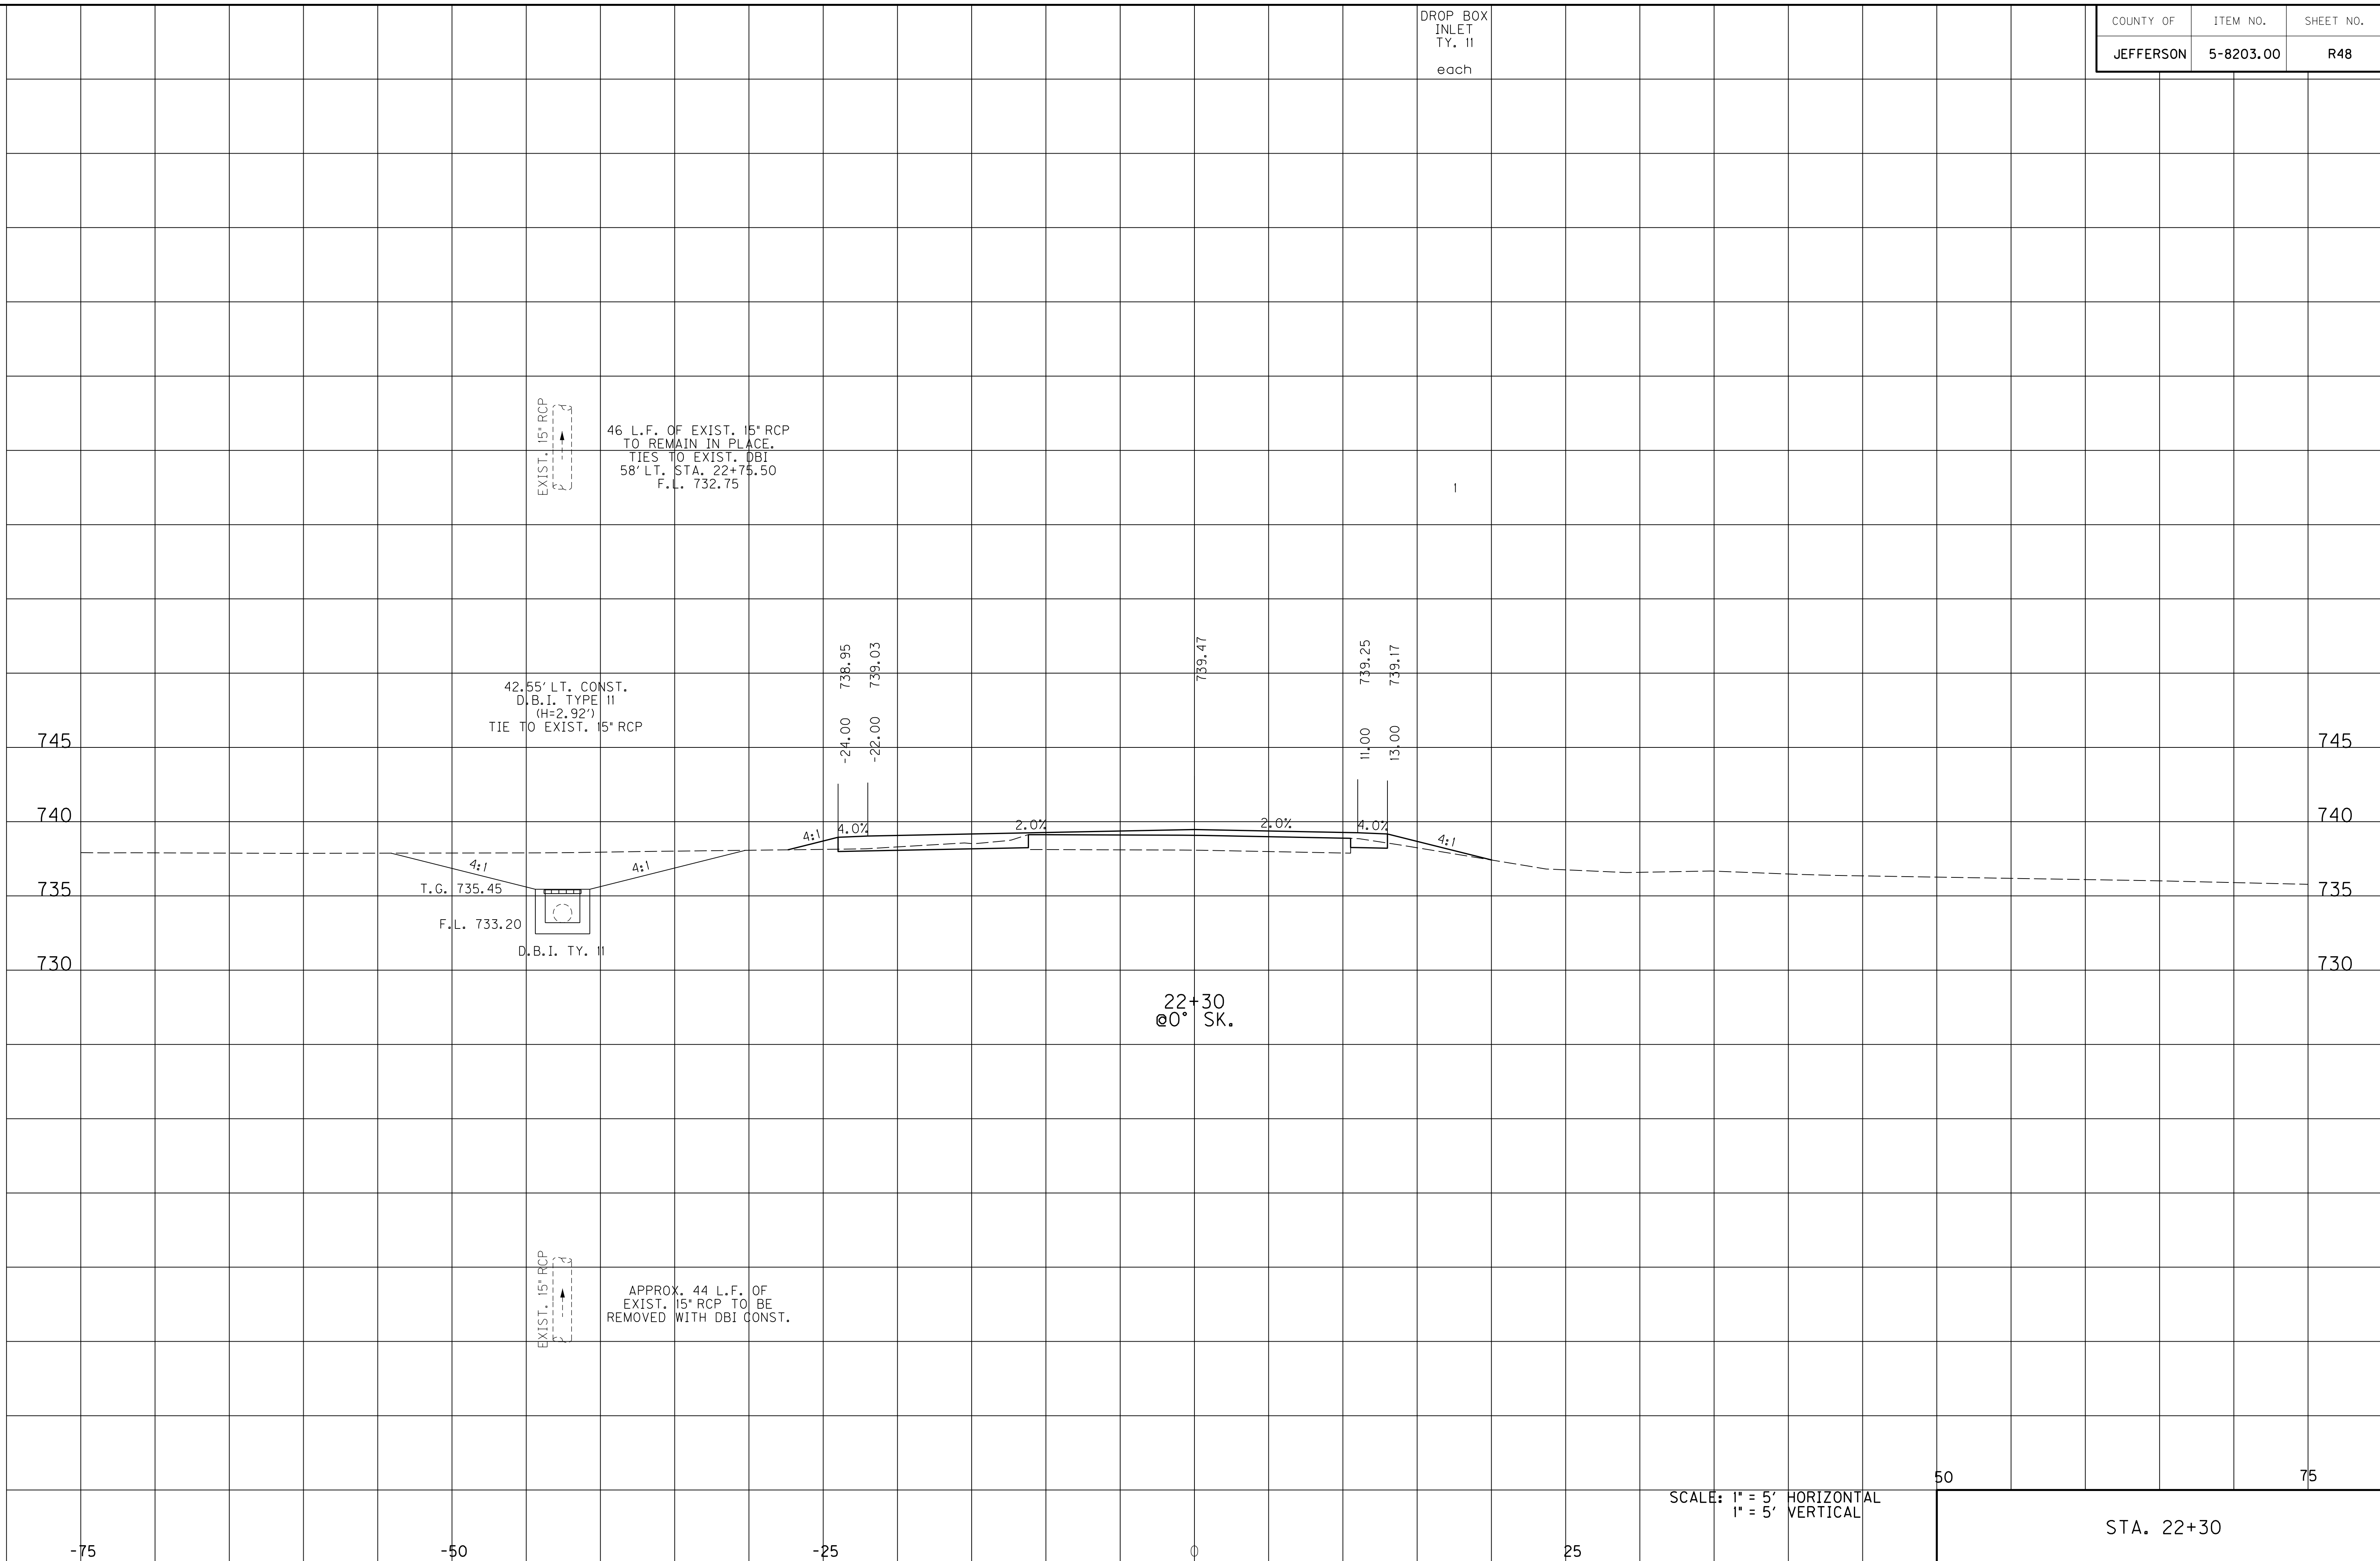 DROP BOX
INLET
TY. 11
each
COUNTY OF ITEM NO. SHEET NO.
JEFFERSON 5-8203.00 R48
EXIST. 15" RCP
46 L.F. OF EXIST. 15" RCP
TO REMAIN IN PLACE.
TIES TO EXIST. DBI
58' LT. STA. 22+75.50
F.L. 732.75
1
42.55' LT. CONST.
D.B.I. TYPE 11
(H=2.92')
TIE TO EXIST. 15" RCP
-24.00 738.95
-22.00 739.03
739.47
11.00 739.25
13.00 739.17
745 745
740 740
4:1 4.0% 2.0% 2.0% 4.0% 4:1
4:1 4:1
735 T.G. 735.45 735
F.L. 733.20
D.B.I. TY. 11
730 730
22+30
@0° SK.
EXIST. 15" RCP
APPROX. 44 L.F. OF
EXIST. 15" RCP TO BE
REMOVED WITH DBI CONST.
50 75
SCALE: 1" = 5' HORIZONTAL
1" = 5' VERTICAL
STA. 22+30
-75 -50 -25 0 25